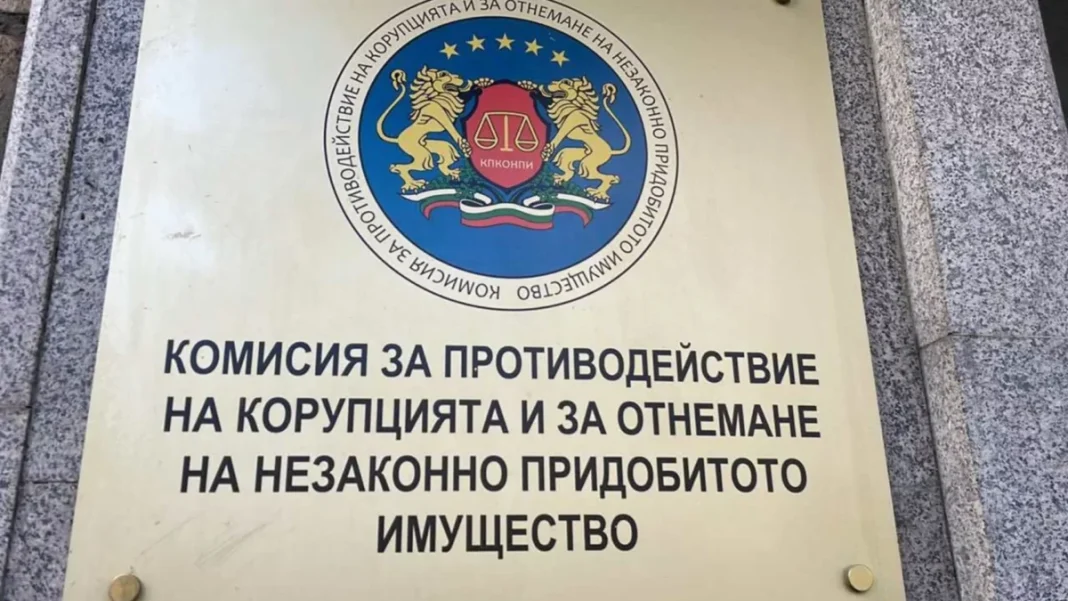 КОМИСИЯ ЗА ПРОТИВОДЕЙСТВИЕ НА КОРУПЦИЯТА И ЗА ОТНЕМАНЕ НА НЕЗАКОННО ПРИДОБИТОТО ИМУЩЕСТВО
КПКОНПИ
КОМИСИЯ ЗА ПРОТИВОДЕЙСТВИЕ
НА КОРУПЦИЯТА И ЗА ОТНЕМАНЕ
НА НЕЗАКОННО ПРИДОБИТОТО
ИМУЩЕСТВО